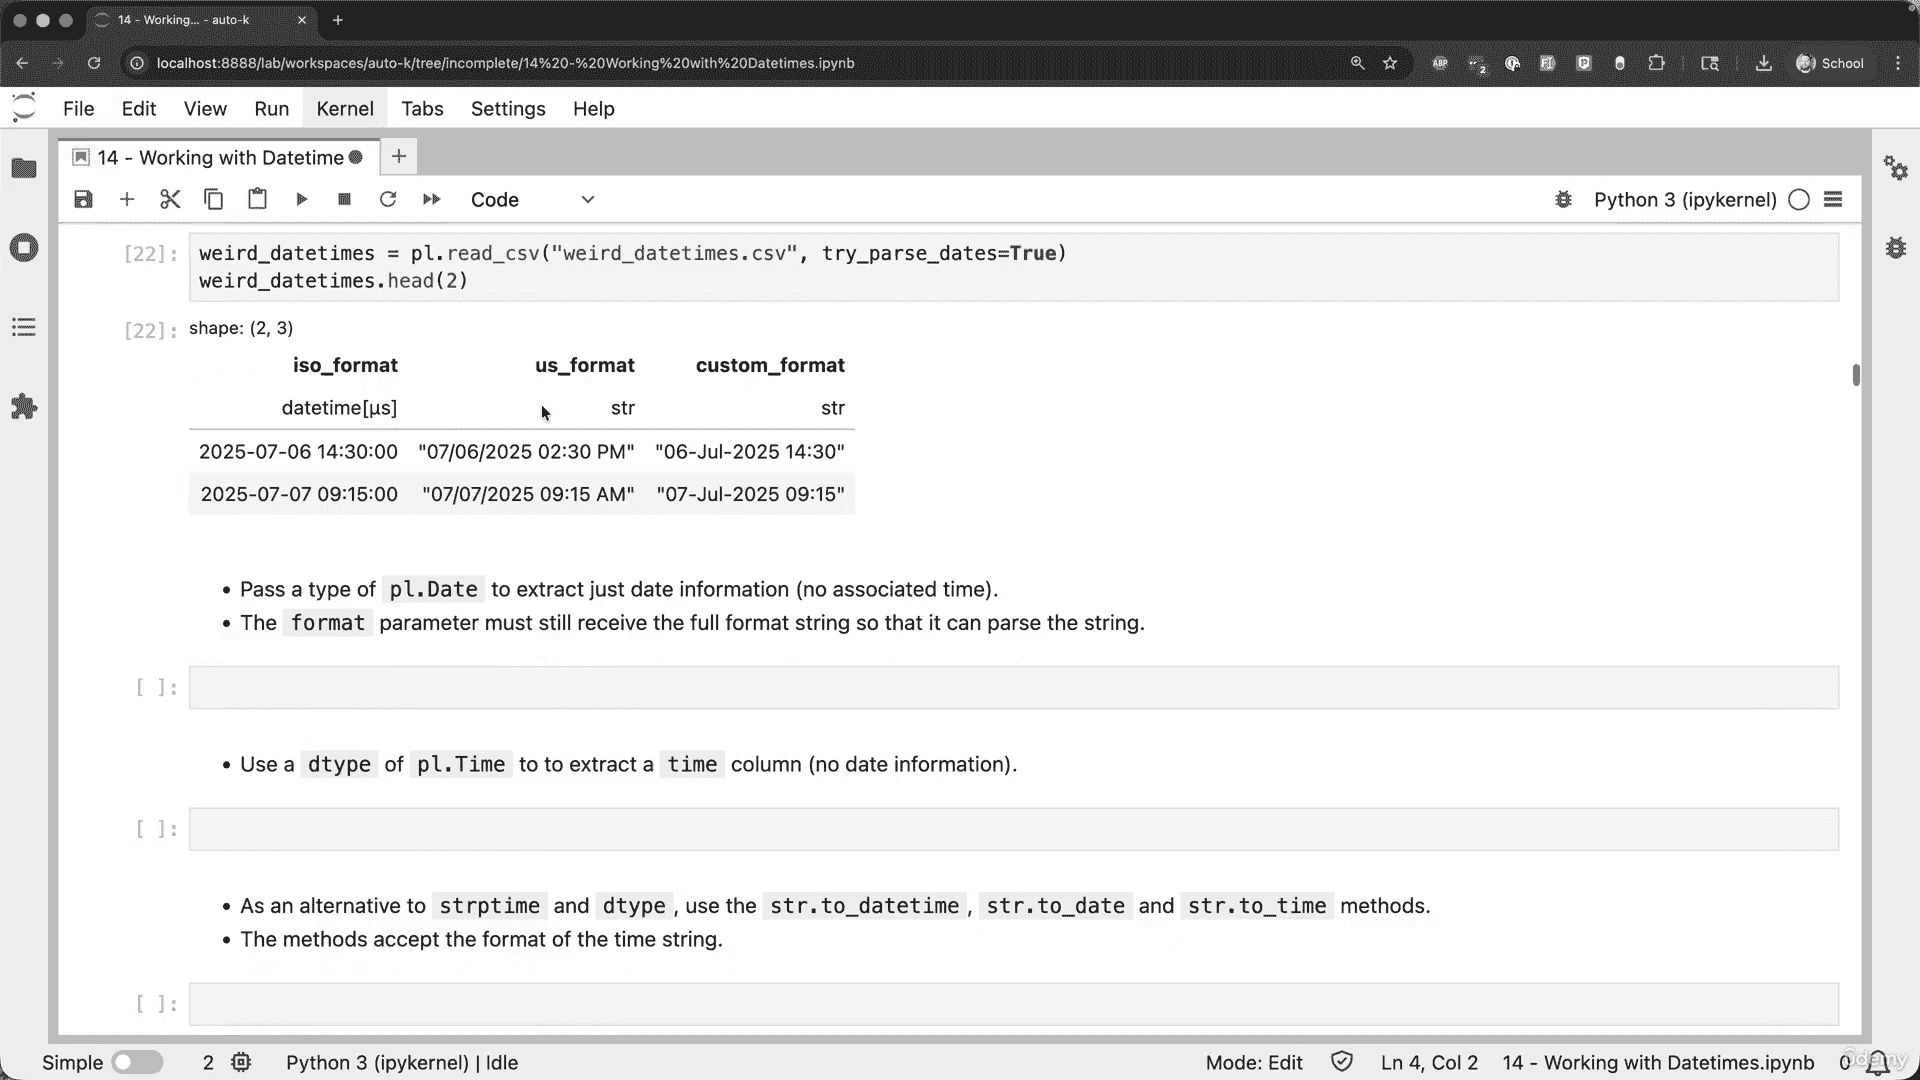 14 - Working... - auto-k
localhost:8888/lab/workspaces/auto-k/tree/incomplete/14%20-%20Working%20with%20Datetimes.ipynb
ABP
2
School
File Edit View Run Kernel Tabs Settings Help
14 - Working with Datetime
Code
Python 3 (ipykernel)
[22]: weird_datetimes = pl.read_csv("weird_datetimes.csv", try_parse_dates=True)
weird_datetimes.head(2)
[22]: shape: (2, 3)
iso_format us_format custom_format
datetime[μs] str str
2025-07-06 14:30:00 "07/06/2025 02:30 PM" "06-Jul-2025 14:30"
2025-07-07 09:15:00 "07/07/2025 09:15 AM" "07-Jul-2025 09:15"
• Pass a type of pl.Date to extract just date information (no associated time).
• The format parameter must still receive the full format string so that it can parse the string.
[ ]:
• Use a dtype of pl.Time to to extract a time column (no date information).
[ ]:
• As an alternative to strptime and dtype, use the str.to_datetime, str.to_date and str.to_time methods.
• The methods accept the format of the time string.
[ ]:
Simple 2 Python 3 (ipykernel) | Idle Mode: Edit Ln 4, Col 2 14 - Working with Datetimes.ipynb 0
Udemy